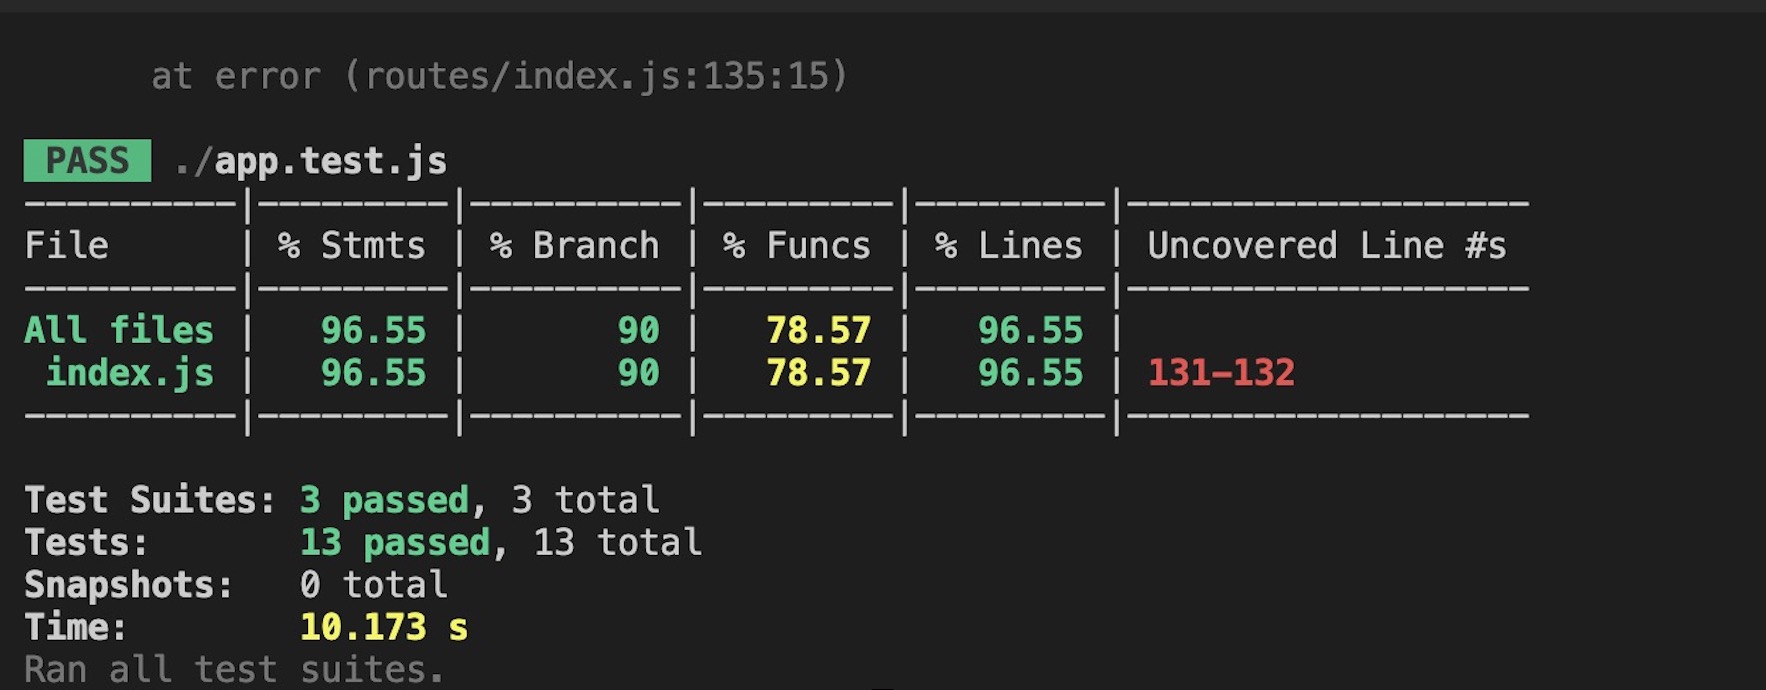 at error (routes/index.js:135:15)
PASS ./app.test.js
----------|---------|----------|---------|---------|-------------------
File      | % Stmts | % Branch | % Funcs | % Lines | Uncovered Line #s
----------|---------|----------|---------|---------|-------------------
All files |   96.55 |       90 |   78.57 |   96.55 |
 index.js |   96.55 |       90 |   78.57 |   96.55 | 131-132
----------|---------|----------|---------|---------|-------------------
Test Suites: 3 passed, 3 total
Tests:       13 passed, 13 total
Snapshots:   0 total
Time:        10.173 s
Ran all test suites.